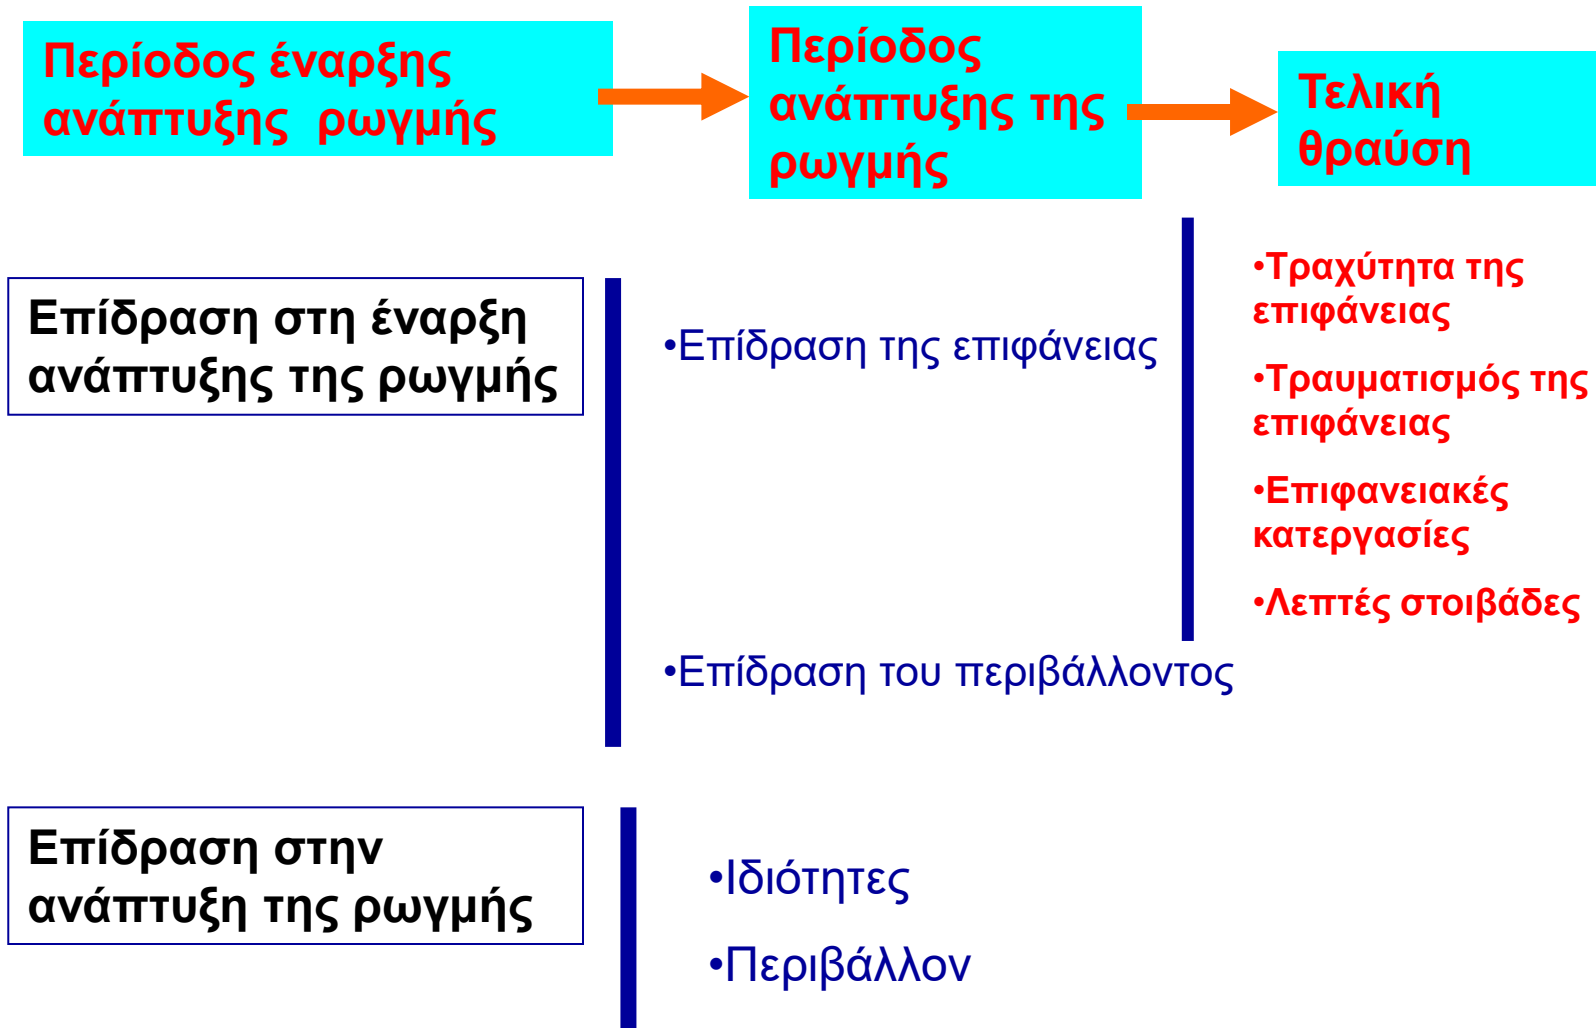 Περίοδος έναρξης
ανάπτυξης  ρωγμής
Περίοδος
ανάπτυξης της
ρωγμής
Τελική
θραύση
Επίδραση στη έναρξη
ανάπτυξης της ρωγμής
•Επίδραση της επιφάνειας
•Επίδραση του περιβάλλοντος
•Τραχύτητα της
επιφάνειας
•Τραυματισμός της
επιφάνειας
•Επιφανειακές
κατεργασίες
•Λεπτές στοιβάδες
Επίδραση στην
ανάπτυξη της ρωγμής
•Ιδιότητες
•Περιβάλλον